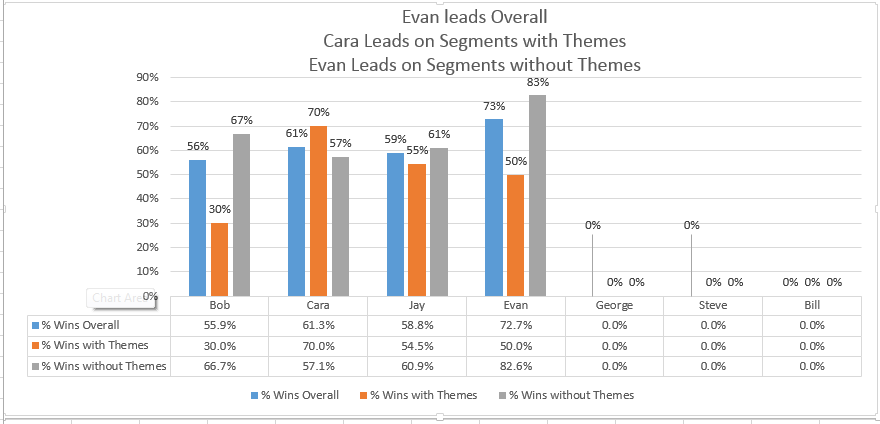 Evan leads Overall
Cara Leads on Segments with Themes
Evan Leads on Segments without Themes
90%
80%
70%
60%
50%
40%
30%
20%
10%
0%
56% 30% 67%
61% 70% 57%
59% 55% 61%
73% 50% 83%
0% 0% 0%
0% 0% 0%
0% 0% 0%
Chart Area
Bob Cara Jay Evan George Steve Bill
% Wins Overall 55.9% 61.3% 58.8% 72.7% 0.0% 0.0% 0.0%
% Wins with Themes 30.0% 70.0% 54.5% 50.0% 0.0% 0.0% 0.0%
% Wins without Themes 66.7% 57.1% 60.9% 82.6% 0.0% 0.0% 0.0%
% Wins Overall % Wins with Themes % Wins without Themes